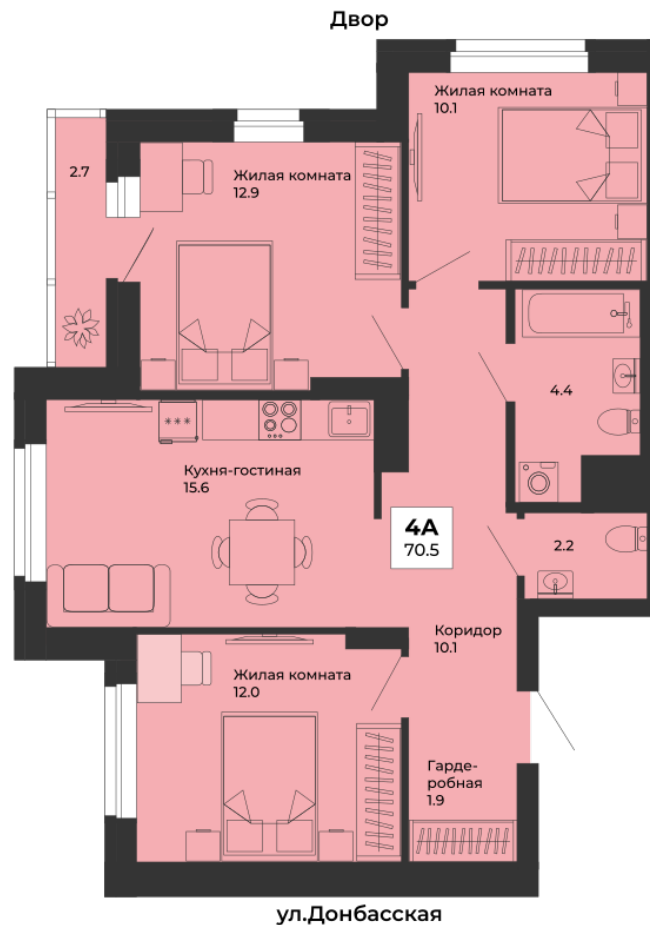 Двор
Жилая комната
10.1
2.7
Жилая комната
12.9
4.4
Кухня-гостиная
15.6
4А
70.5
2.2
Коридор
10.1
Жилая комната
12.0
Гарде-
робная
1.9
ул.Донбасская